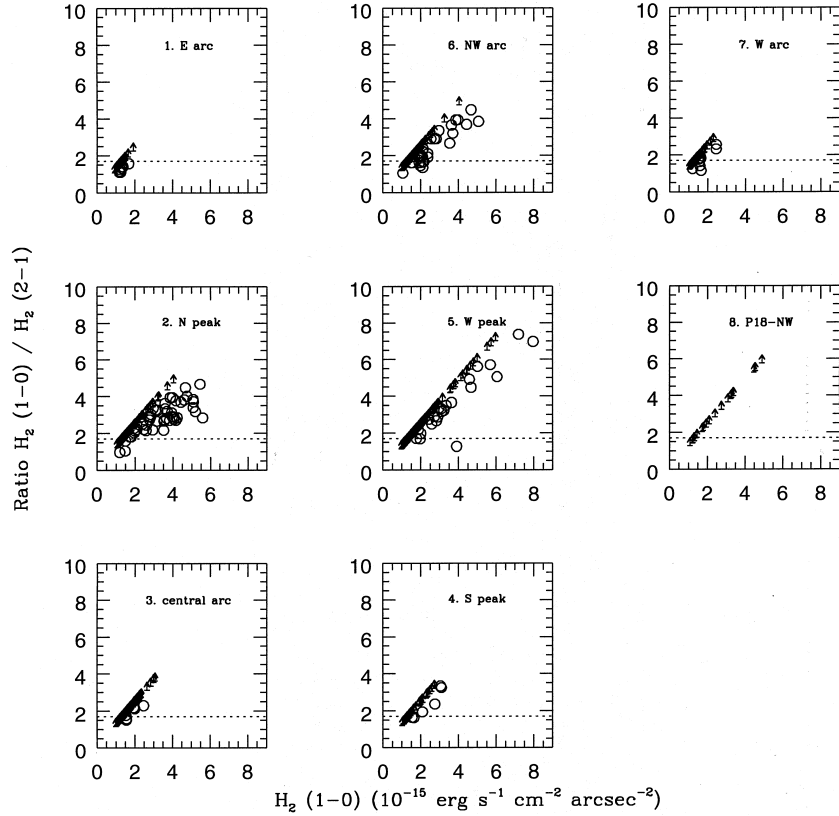 10
8
6
4
2
0
1. E arc
0 2 4 6 8
10
8
6
4
2
0
6. NW arc
0 2 4 6 8
10
8
6
4
2
0
7. W arc
0 2 4 6 8
Ratio H₂ (1−0) / H₂ (2−1)
10
8
6
4
2
0
2. N peak
0 2 4 6 8
10
8
6
4
2
0
5. W peak
0 2 4 6 8
10
8
6
4
2
0
8. P18−NW
0 2 4 6 8
10
8
6
4
2
0
3. central arc
0 2 4 6 8
10
8
6
4
2
0
4. S peak
0 2 4 6 8
H₂ (1−0) (10⁻¹⁵ erg s⁻¹ cm⁻² arcsec⁻²)